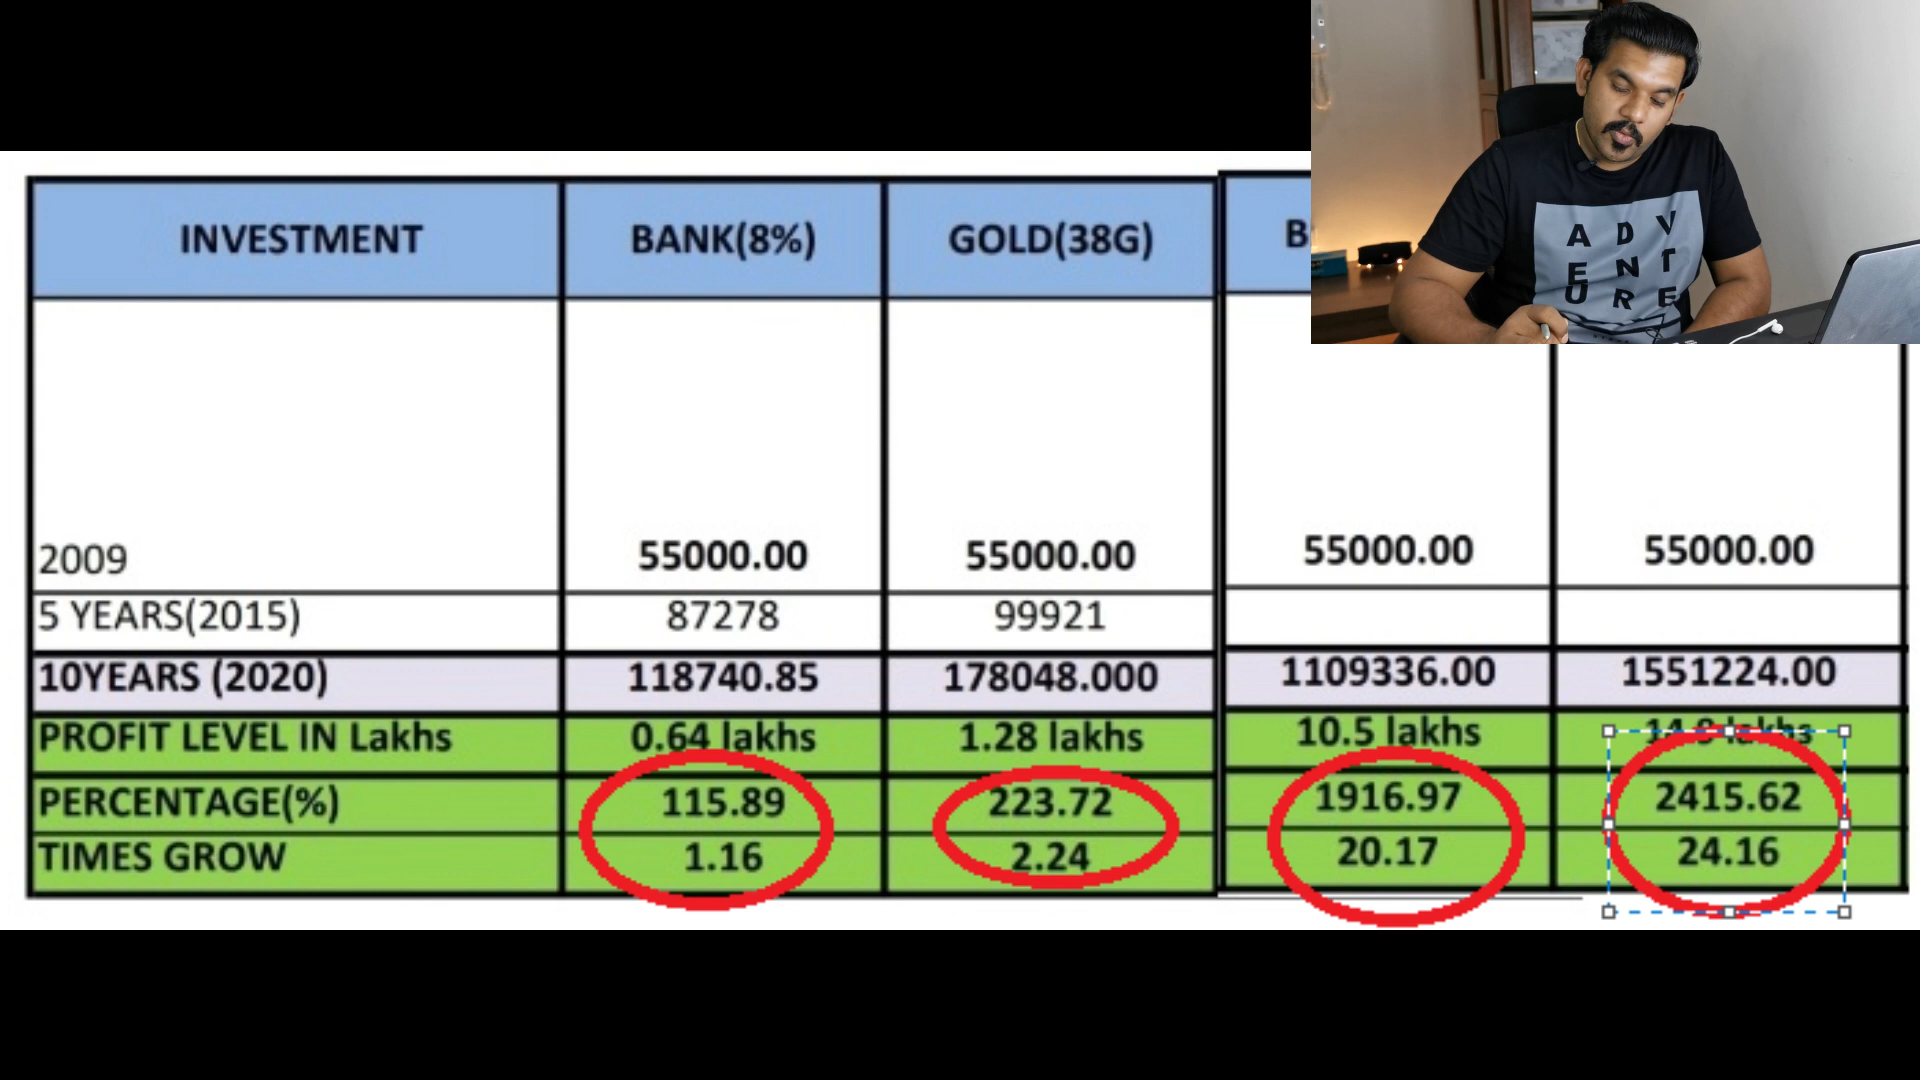 INVESTMENT BANK(8%) GOLD(38G) B
2009 55000.00 55000.00 55000.00 55000.00
5 YEARS(2015) 87278 99921
10YEARS (2020) 118740.85 178048.000 1109336.00 1551224.00
PROFIT LEVEL IN Lakhs 0.64 lakhs 1.28 lakhs 10.5 lakhs 14.9 lakhs
PERCENTAGE(%) 115.89 223.72 1916.97 2415.62
TIMES GROW 1.16 2.24 20.17 24.16
A D V
E N T
U R E